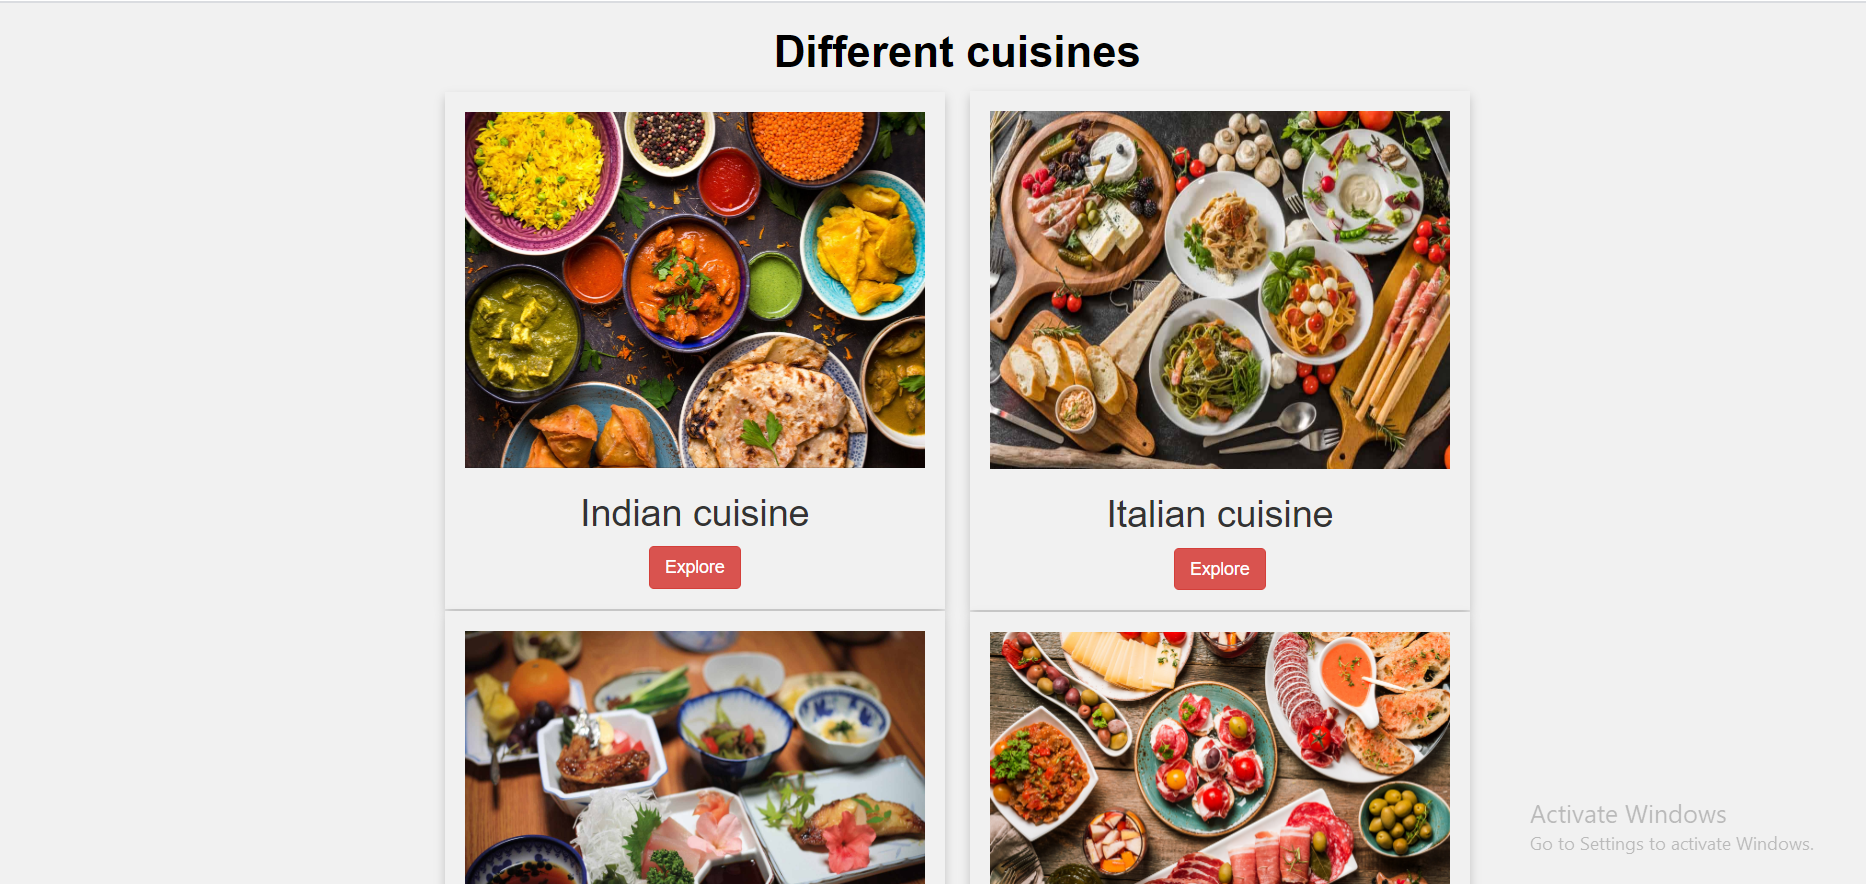 Different cuisines
Indian cuisine
Explore
Italian cuisine
Explore
Activate Windows
Go to Settings to activate Windows.